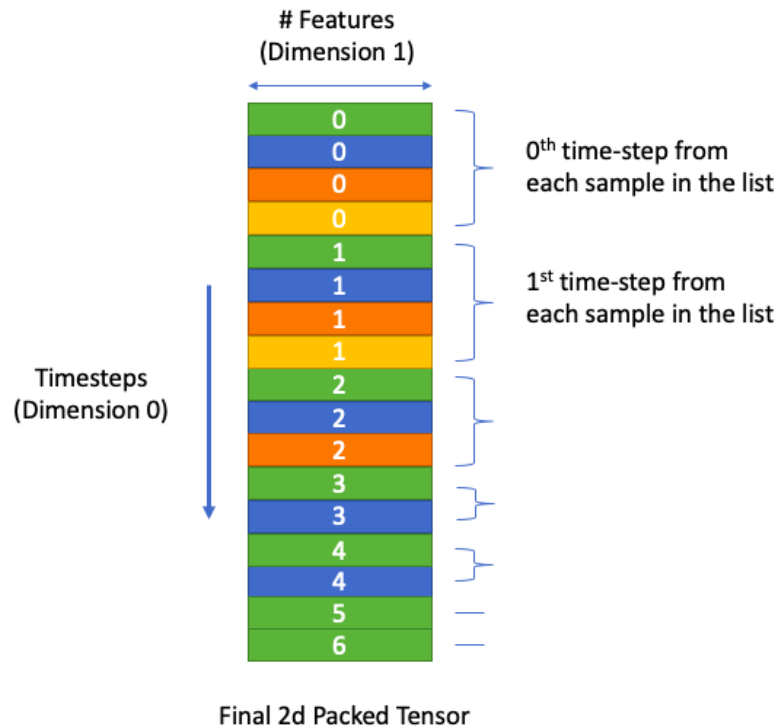 # Features
(Dimension 1)
0
0
0
0
1
1
1
1
2
2
2
3
3
4
4
5
6
0th time-step from
each sample in the list
1st time-step from
each sample in the list
Timesteps
(Dimension 0)
Final 2d Packed Tensor